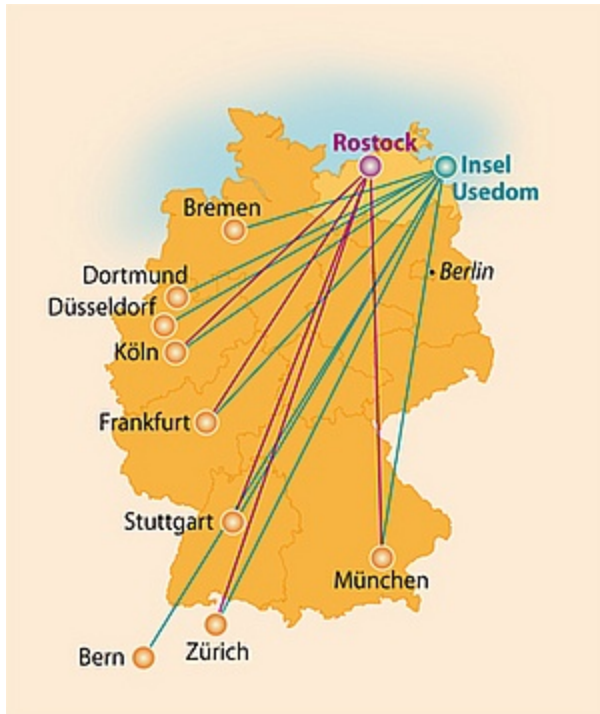 Rostock
Insel
Usedom
Bremen
Berlin
Dortmund
Düsseldorf
Köln
Frankfurt
Stuttgart
München
Zürich
Bern